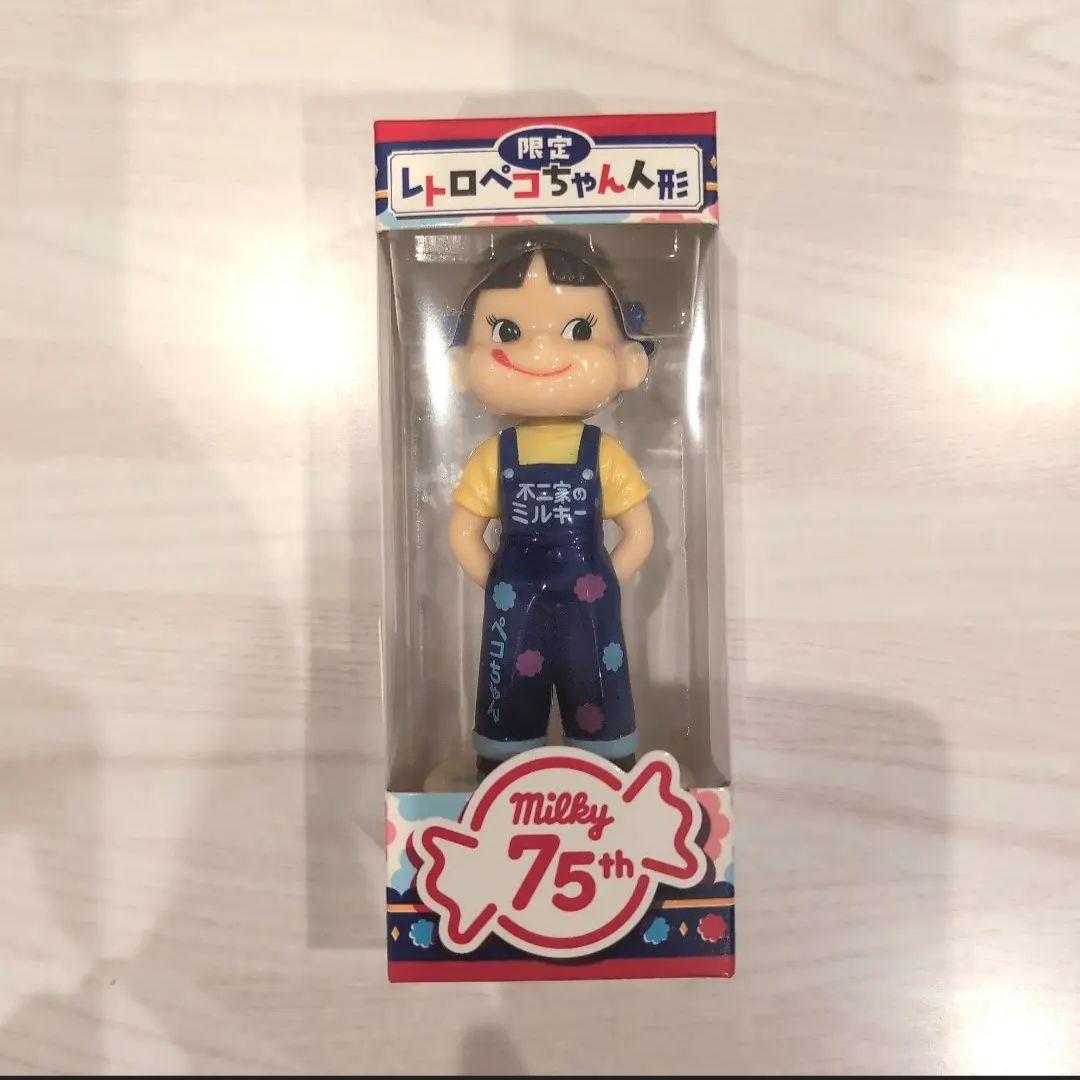 限定
レトロペコちゃん人形
不二家の
ミルキー
ペコちゃん
milky
75th